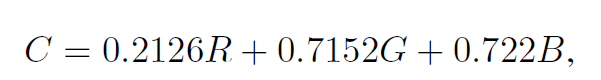 C = 0.2126R + 0.7152G + 0.722B,